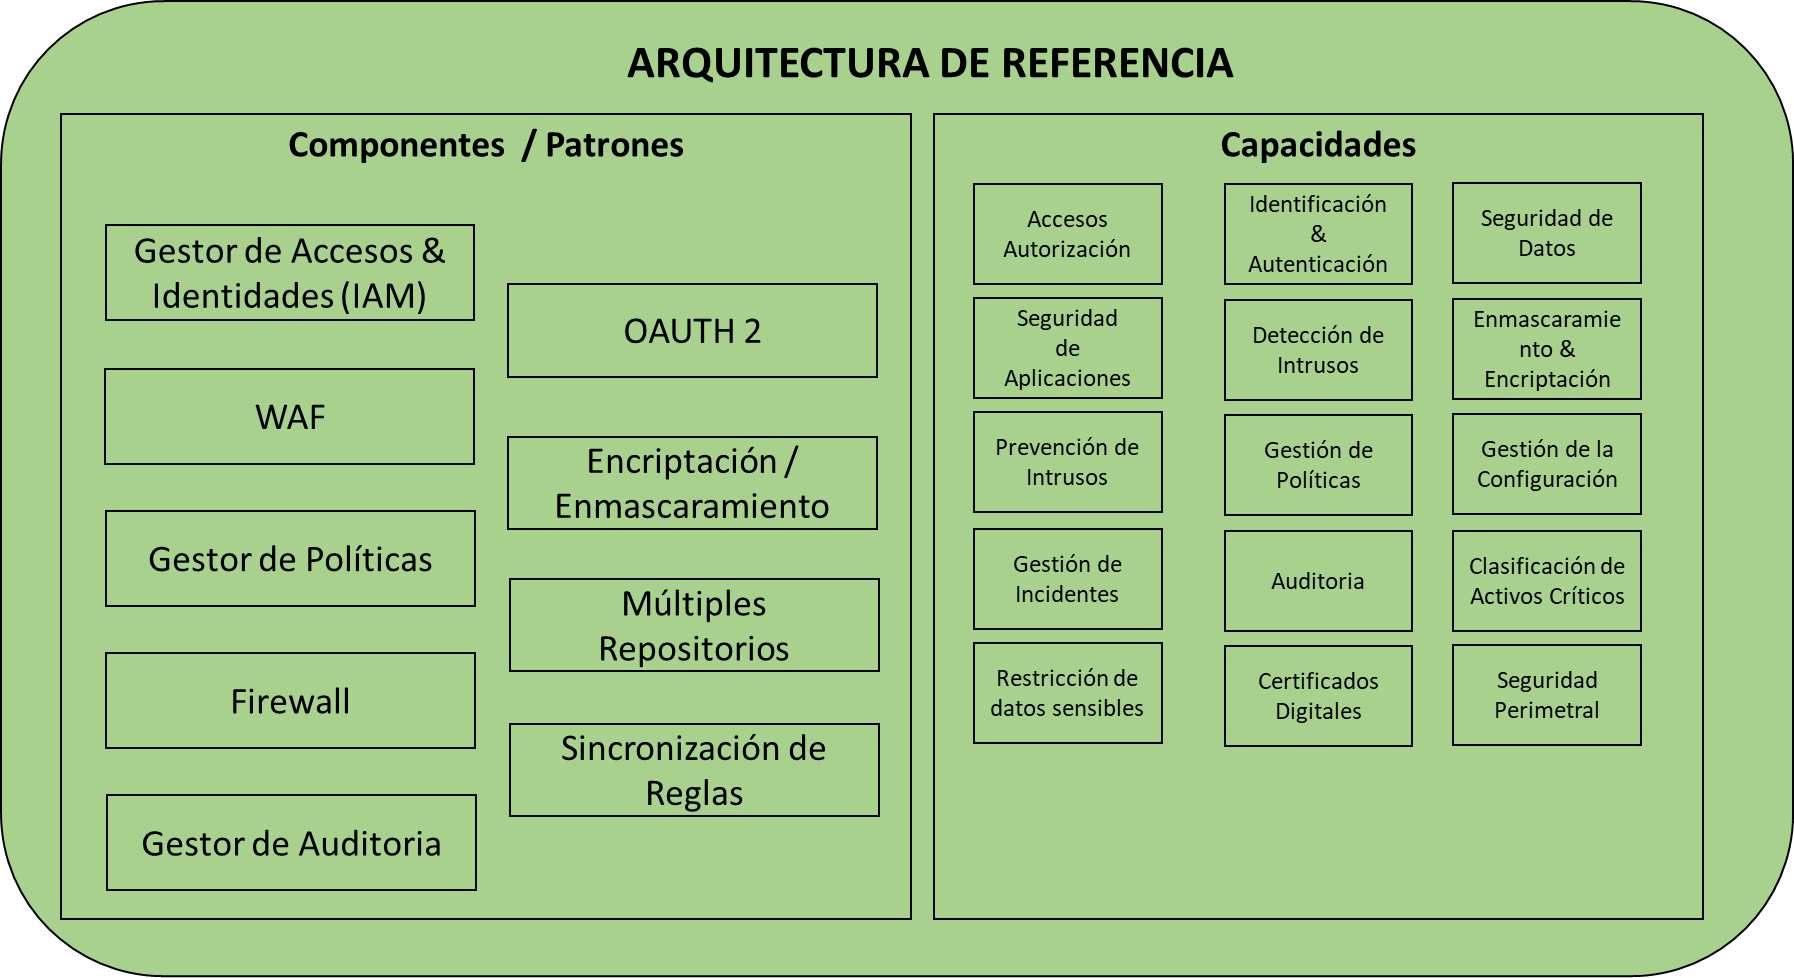 ARQUITECTURA DE REFERENCIA
Componentes / Patrones
Gestor de Accesos &
Identidades (IAM)
WAF
Gestor de Políticas
Firewall
Gestor de Auditoria
OAUTH 2
Encriptación /
Enmascaramiento
Múltiples
Repositorios
Sincronización de
Reglas
Capacidades
Accesos
Autorización
Identificación
&
Autenticación
Seguridad de
Datos
Seguridad
de
Aplicaciones
Detección de
Intrusos
Enmascaramie
nto &
Encriptación
Prevención de
Intrusos
Gestión de
Políticas
Gestión de la
Configuración
Gestión de
Incidentes
Auditoria
Clasificación de
Activos Críticos
Restricción de
datos sensibles
Certificados
Digitales
Seguridad
Perimetral